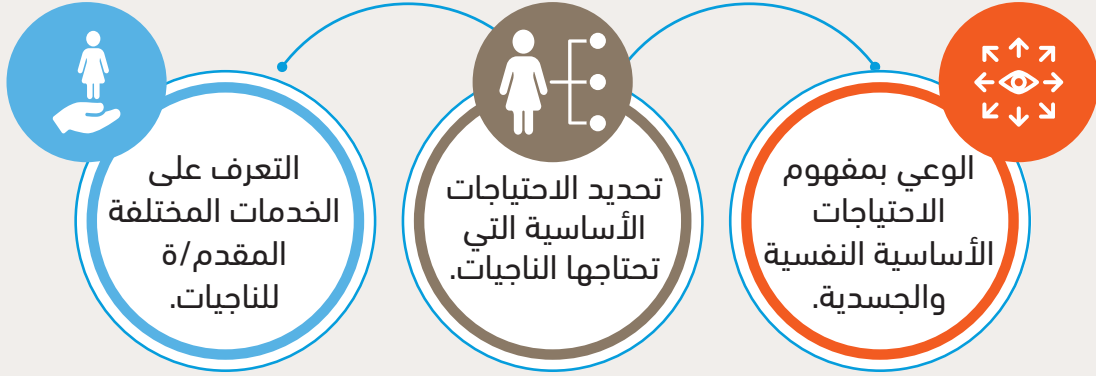 الوعي بمفهوم
الاحتياجات
الأساسية النفسية
والجسدية.
تحديد الاحتياجات
الأساسية التي
تحتاجها الناجيات.
التعرف على
الخدمات المختلفة
المقدم/ة
للناجيات.